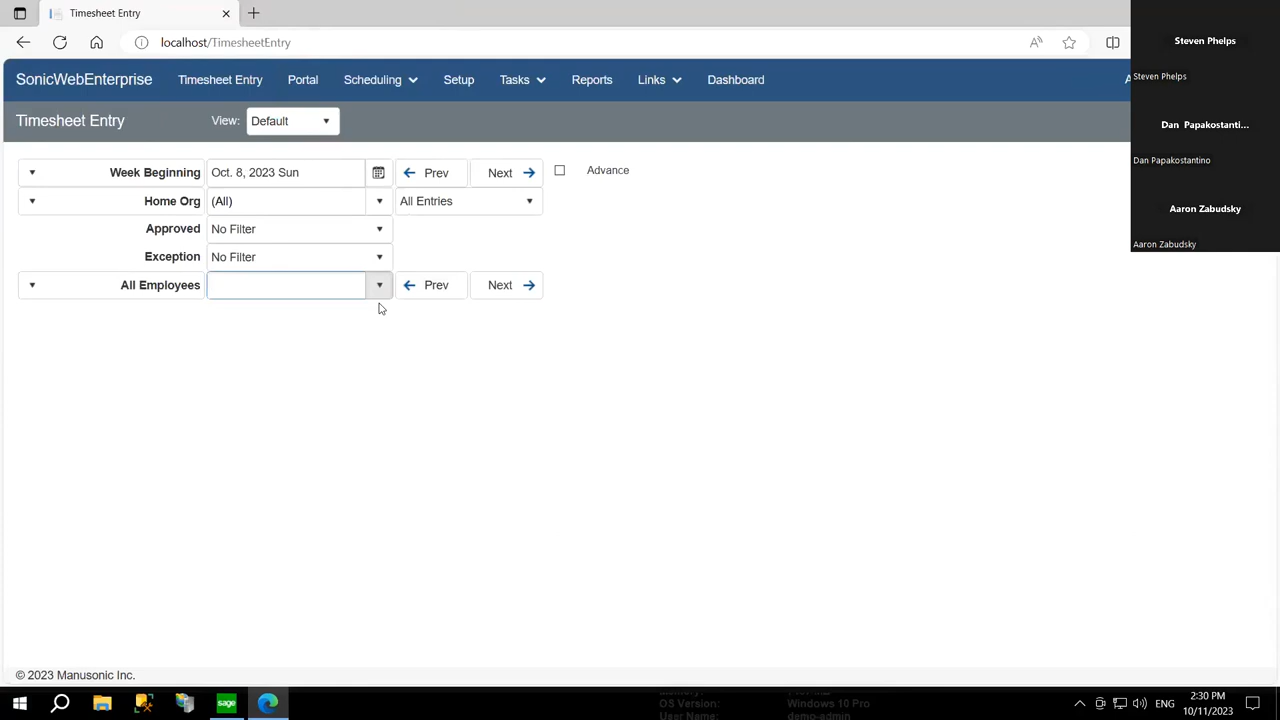 Timesheet Entry
localhost/TimesheetEntry
SonicWebEnterprise Timesheet Entry Portal Scheduling Setup Tasks Reports Links Dashboard A
Timesheet Entry View: Default
Week Beginning Oct. 8, 2023 Sun Prev Next Advance
Home Org (All) All Entries
Approved No Filter
Exception No Filter
All Employees Prev Next
Steven Phelps
Steven Phelps
Dan Papakostanti...
Dan Papakostantino
Aaron Zabudsky
Aaron Zabudsky
© 2023 Manusonic Inc.
sage
OS Version: Windows 10 Pro
User Name: demo-admin
ENG
2:30 PM
10/11/2023